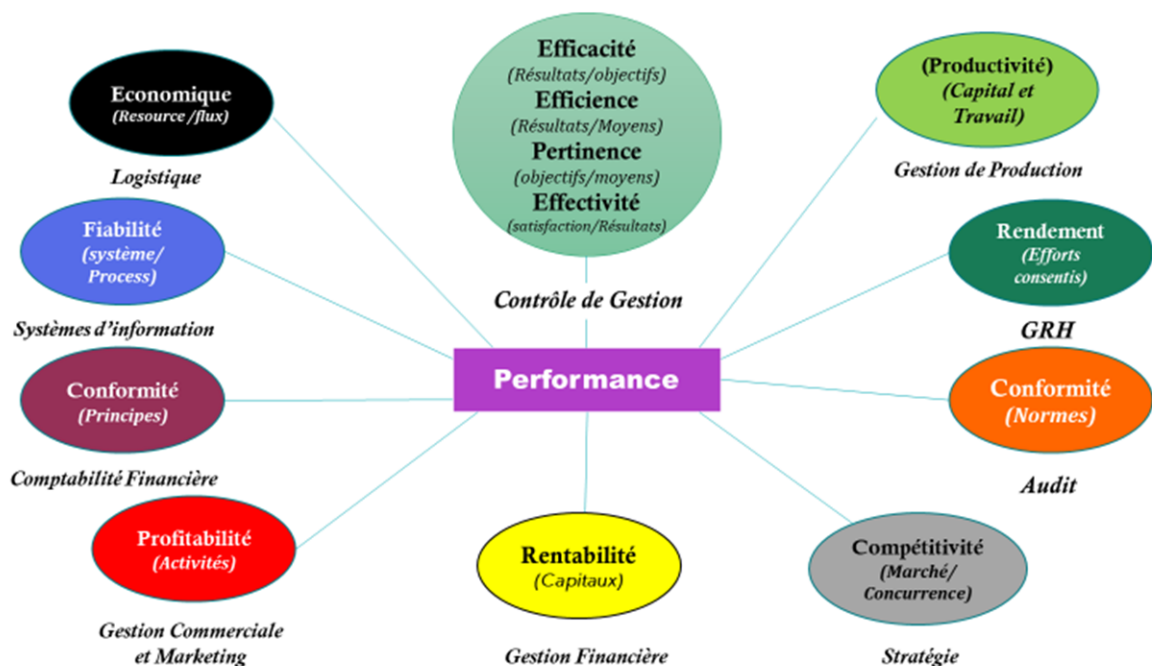 Efficacité
(Résultats/objectifs)
Efficience
(Résultats/Moyens)
Pertinence
(objectifs/moyens)
Effectivité
(satisfaction/Résultats)
Contrôle de Gestion
Economique
(Resource /flux)
Logistique
(Productivité)
(Capital et
Travail)
Gestion de Production
Fiabilité
(système/
Process)
Systèmes d'information
Rendement
(Efforts
consentis)
GRH
Performance
Conformité
(Principes)
Comptabilité Financière
Conformité
(Normes)
Audit
Profitabilité
(Activités)
Gestion Commerciale
et Marketing
Rentabilité
(Capitaux)
Gestion Financière
Compétitivité
(Marché/
Concurrence)
Stratégie